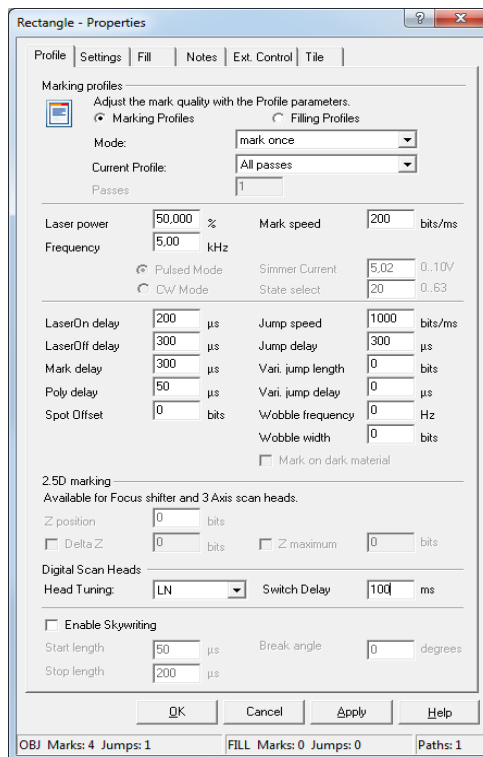 Rectangle - Properties
Profile Settings Fill Notes Ext. Control Tile
Marking profiles
Adjust the mark quality with the Profile parameters.
Marking Profiles Filling Profiles
Mode: mark once
Current Profile: All passes
Passes 1
Laser power 50,000 % Mark speed 200 bits/ms
Frequency 5,00 kHz
Pulsed Mode Simmer Current 5,02 0..10V
CW Mode State select 20 0..63
LaserOn delay 200 µs Jump speed 1000 bits/ms
LaserOff delay 300 µs Jump delay 300 µs
Mark delay 300 µs Vari. jump length 0 bits
Poly delay 50 µs Vari. jump delay 0 µs
Spot Offset 0 bits Wobble frequency 0 Hz
Wobble width 0 bits
Mark on dark material
2.5D marking
Available for Focus shifter and 3 Axis scan heads.
Z position 0 bits
Delta Z 0 bits Z maximum 0 bits
Digital Scan Heads
Head Tuning: LN Switch Delay 100 ms
Enable Skywriting
Start length 50 µs Break angle 0 degrees
Stop length 200 µs
OK Cancel Apply Help
OBJ Marks: 4 Jumps: 1 FILL Marks: 0 Jumps: 0 Paths: 1